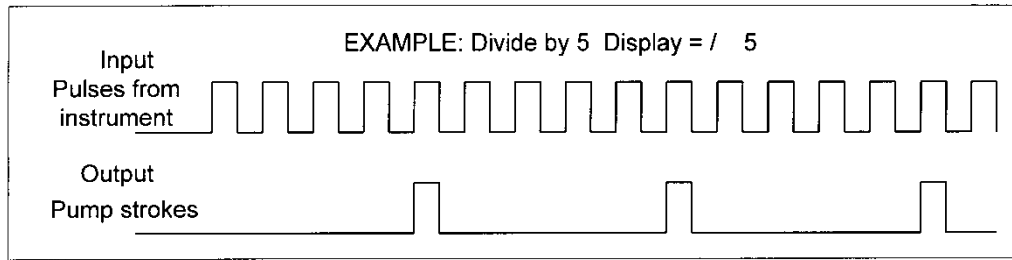 EXAMPLE: Divide by 5 Display = / 5
Input
Pulses from
instrument
Output
Pump strokes